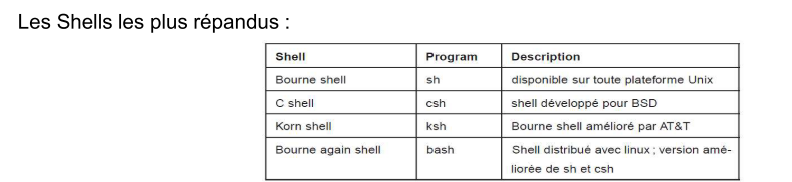 Les Shells les plus répandus :
Shell Program Description
Bourne shell sh disponible sur toute plateforme Unix
C shell csh shell développé pour BSD
Korn shell ksh Bourne shell amélioré par AT&T
Bourne again shell bash Shell distribué avec linux ; version amé-
liorée de sh et csh